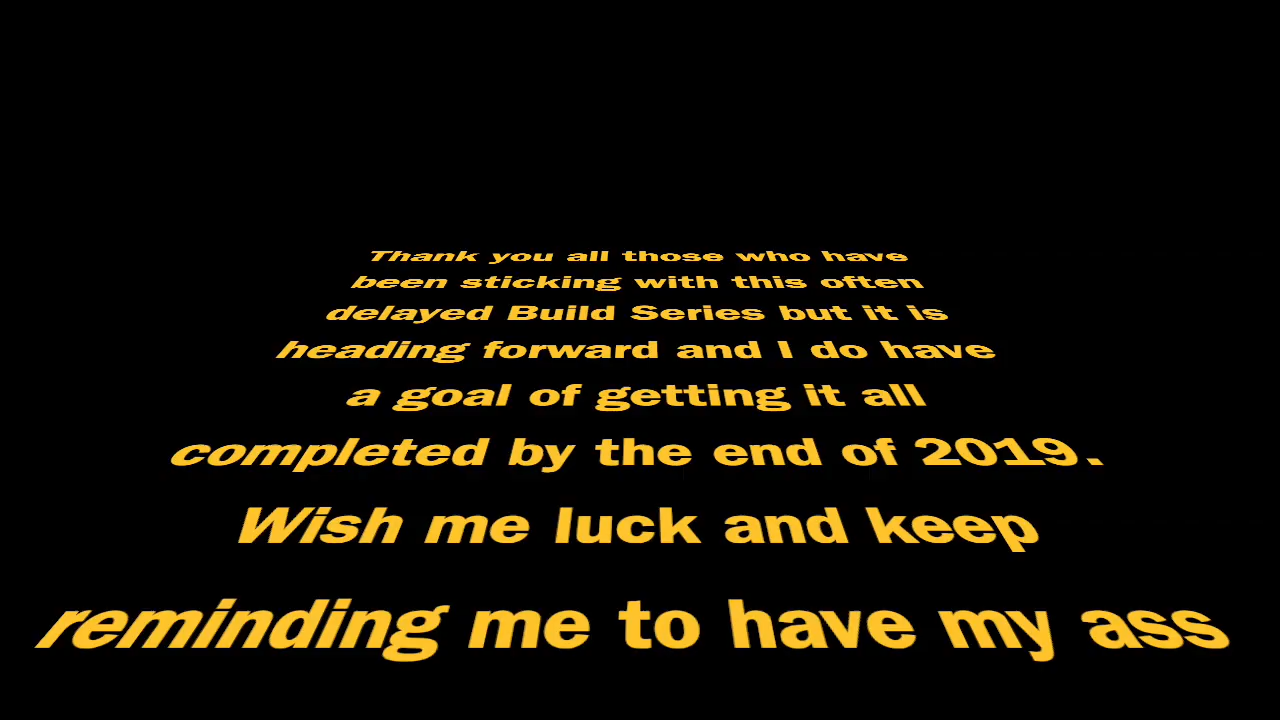 Thank you all those who have
been sticking with this often
delayed Build Series but it is
heading forward and I do have
a goal of getting it all
completed by the end of 2019.
Wish me luck and keep
reminding me to have my ass